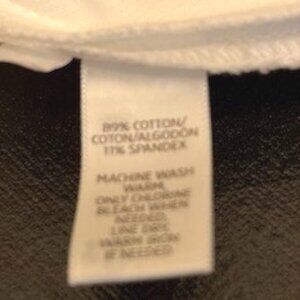 89% COTTON/
COTON/ALGODÓN
11% SPANDEX
MACHINE WASH
WARM,
ONLY CHLORINE
BLEACH WHEN
NEEDED,
LINE DRY,
WARM IRON
IF NEEDED